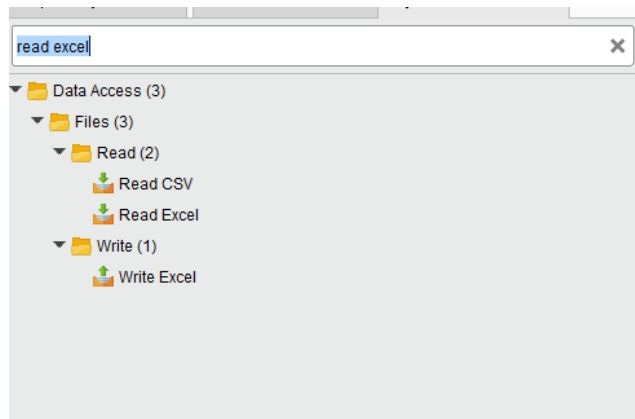 read excel
Data Access (3)
Files (3)
Read (2)
Read CSV
Read Excel
Write (1)
Write Excel